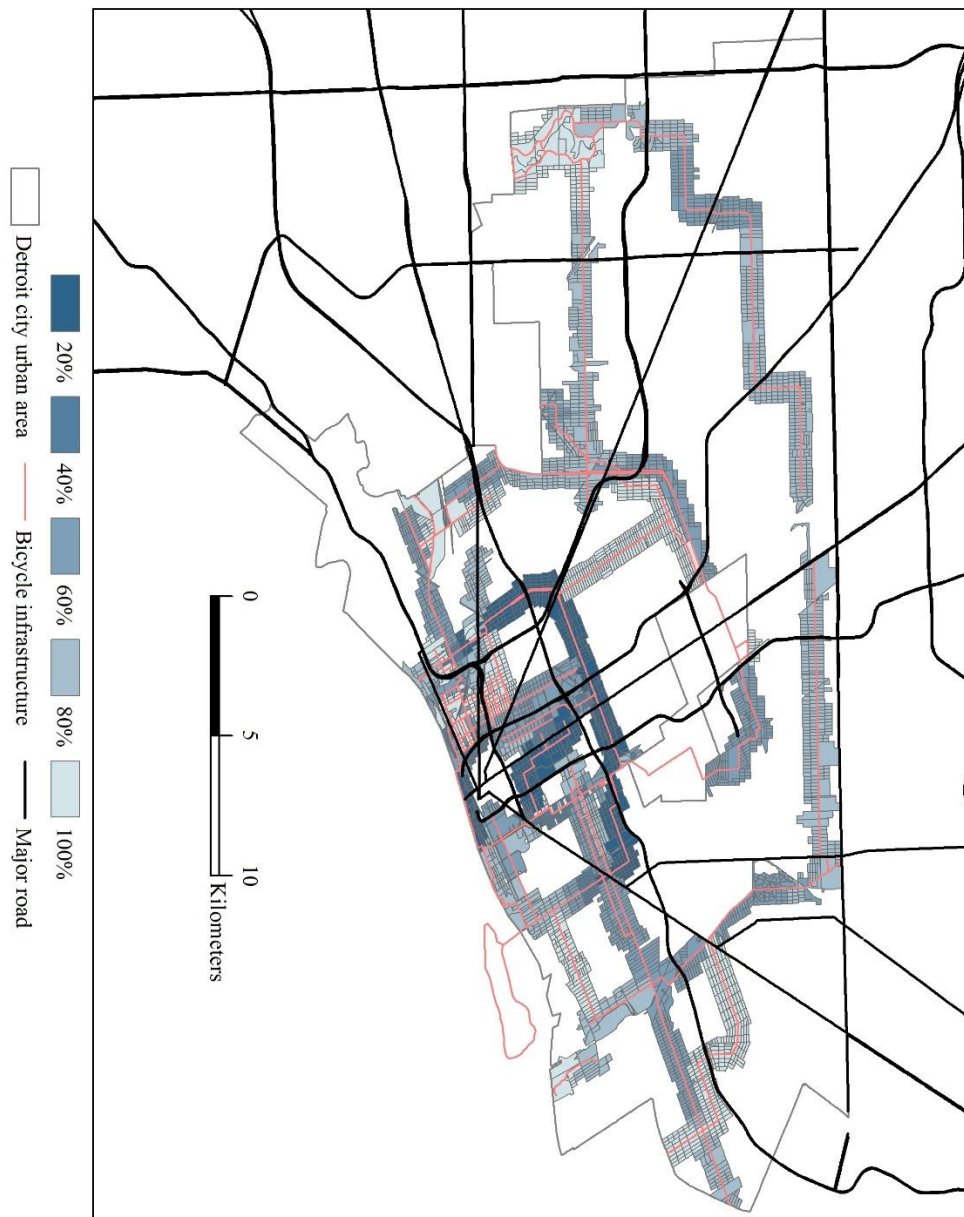 0 5 10
Kilometers
20% 40% 60% 80% 100%
Detroit city urban area Bicycle infrastructure Major road